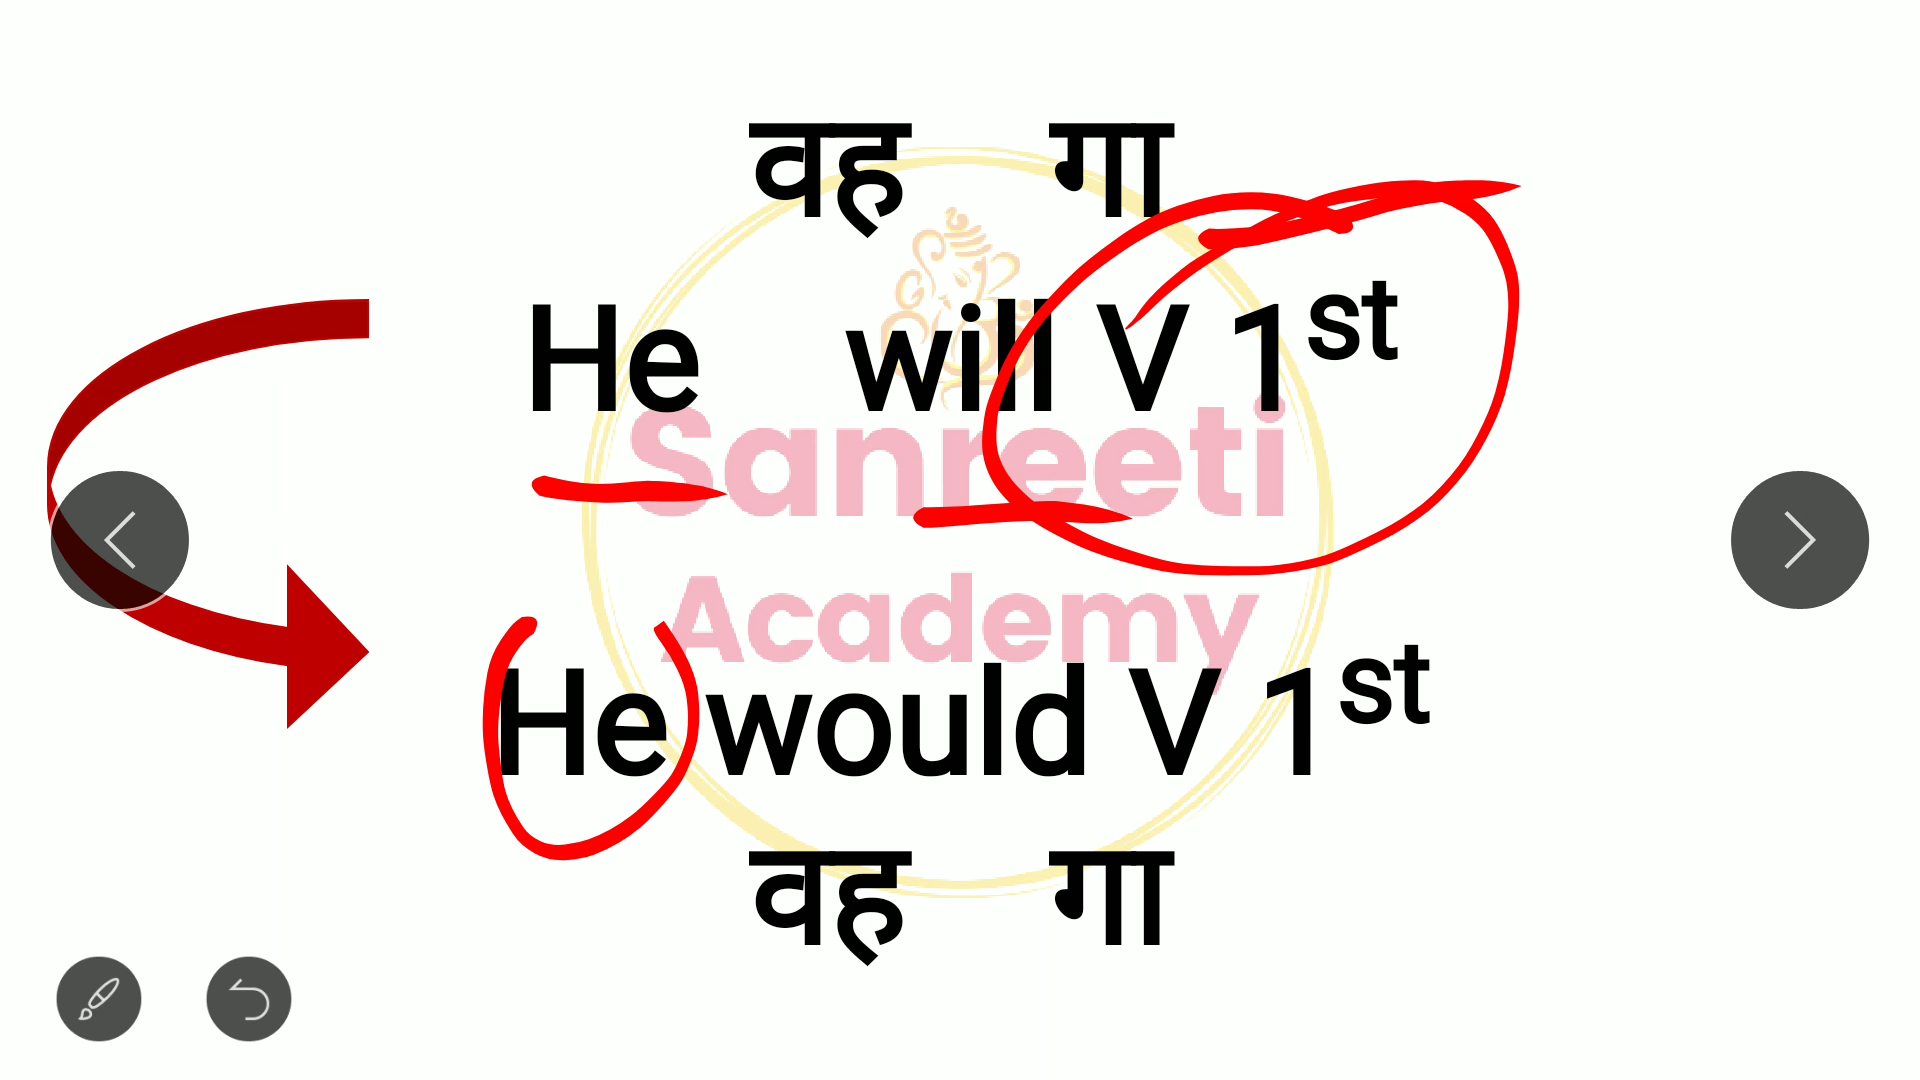 वह गा
He will V 1st
Sanreeti
Academy
He would V 1st
वह गा